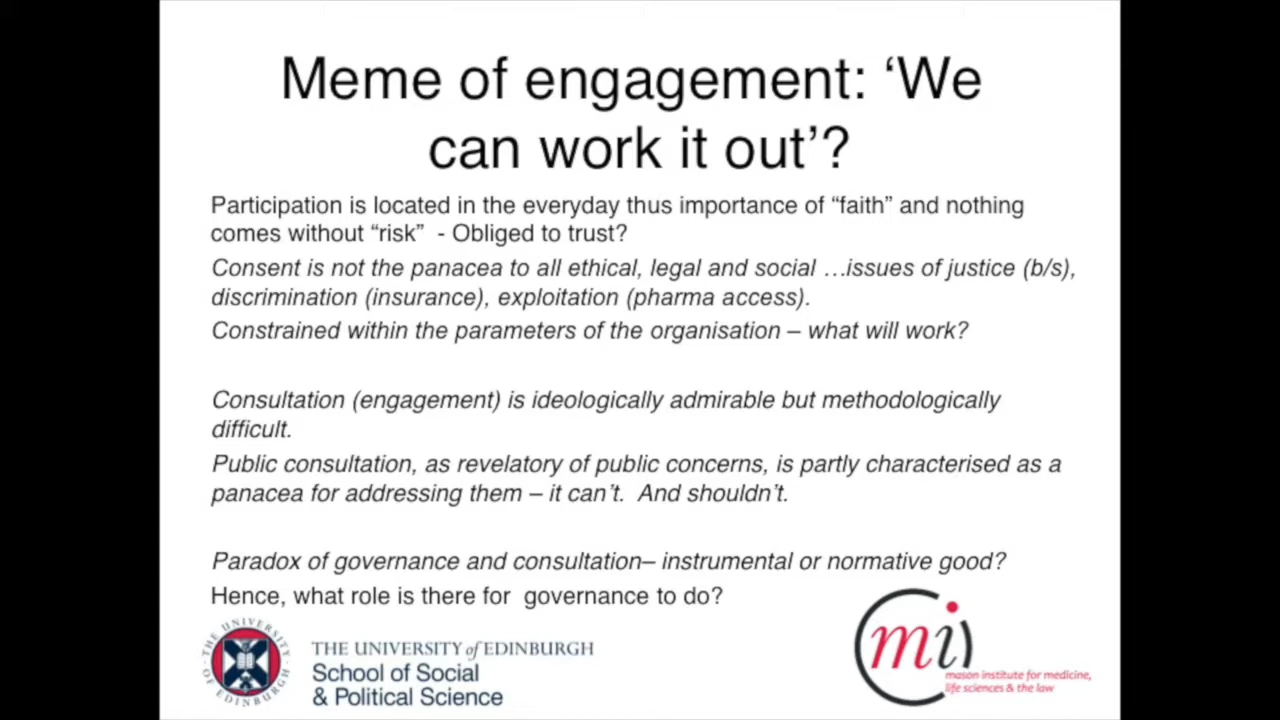 Meme of engagement: ‘We
can work it out’?
Participation is located in the everyday thus importance of “faith” and nothing
comes without “risk”  - Obliged to trust?
Consent is not the panacea to all ethical, legal and social …issues of justice (b/s),
discrimination (insurance), exploitation (pharma access).
Constrained within the parameters of the organisation – what will work?
Consultation (engagement) is ideologically admirable but methodologically
difficult.
Public consultation, as revelatory of public concerns, is partly characterised as a
panacea for addressing them – it can’t.  And shouldn’t.
Paradox of governance and consultation– instrumental or normative good?
Hence, what role is there for  governance to do?
THE UNIVERSITY OF EDINBURGH
THE UNIVERSITY of EDINBURGH
School of Social
& Political Science
mi
mason institute for medicine,
life sciences & the law